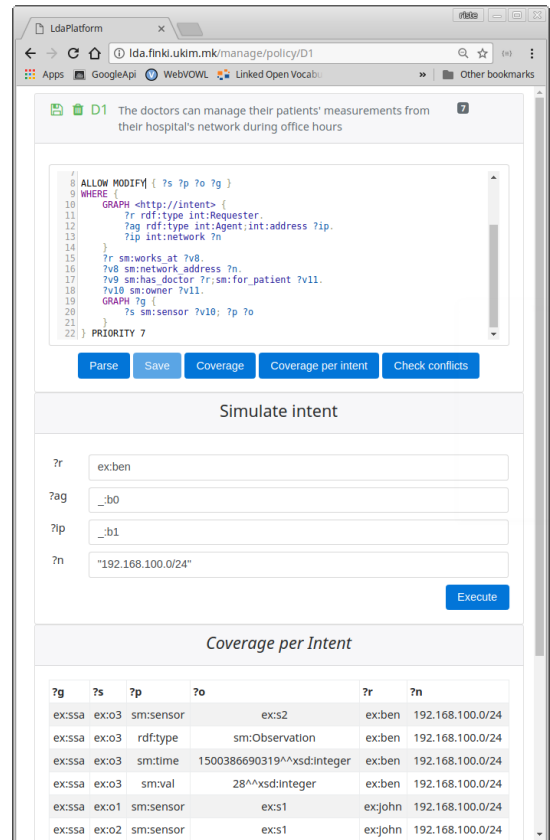 riste
LdaPlatform
lda.finki.ukim.mk/manage/policy/D1
Apps GoogleApi WebVOWL Linked Open Vocabu » Other bookmarks
D1 The doctors can manage their patients' measurements from 7
their hospital's network during office hours
7
8 ALLOW MODIFY { ?s ?p ?o ?g }
9 WHERE {
10 GRAPH <http://intent> {
11 ?r rdf:type int:Requester.
12 ?ag rdf:type int:Agent;int:address ?ip.
13 ?ip int:network ?n
14 }
15 ?r sm:works_at ?v8.
16 ?v8 sm:network_address ?n.
17 ?v9 sm:has_doctor ?r;sm:for_patient ?v11.
18 ?v10 sm:owner ?v11.
19 GRAPH ?g {
20 ?s sm:sensor ?v10; ?p ?o
21 }
22 } PRIORITY 7
Parse Save Coverage Coverage per intent Check conflicts
Simulate intent
?r ex:ben
?ag _:b0
?ip _:b1
?n "192.168.100.0/24"
Execute
Coverage per Intent
?g ?s ?p ?o ?r ?n
ex:ssa ex:o3 sm:sensor ex:s2 ex:ben 192.168.100.0/24
ex:ssa ex:o3 rdf:type sm:Observation ex:ben 192.168.100.0/24
ex:ssa ex:o3 sm:time 1500386690319^^xsd:integer ex:ben 192.168.100.0/24
ex:ssa ex:o3 sm:val 28^^xsd:integer ex:ben 192.168.100.0/24
ex:ssa ex:o1 sm:sensor ex:s1 ex:john 192.168.100.0/24
ex:ssa ex:o2 sm:sensor ex:s1 ex:john 192.168.100.0/24